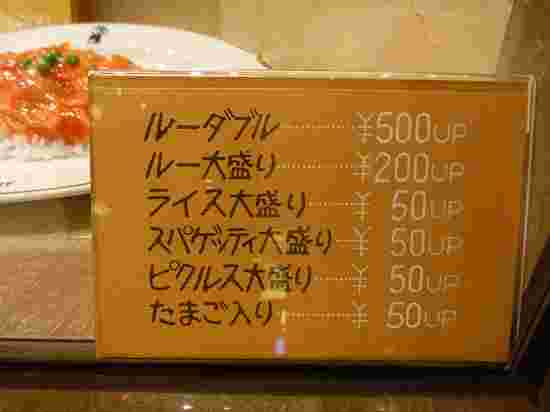 ルーダブル………¥500UP
ルー大盛り………¥200UP
ライス大盛り……¥50UP
スパゲッティ大盛り…¥50UP
ピクルス大盛り……¥50UP
たまご入り………¥50UP